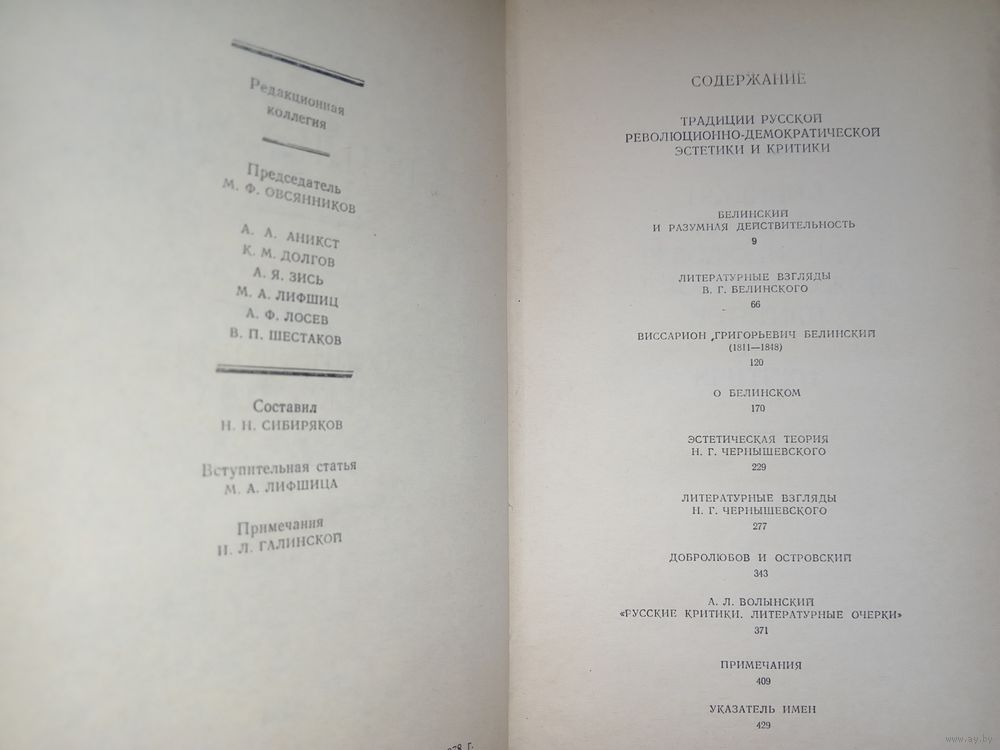 Редакционная
коллегия
Председатель
М. Ф. ОВСЯННИКОВ
А. А. АНИКСТ
К. М. ДОЛГОВ
А. Я. ЗИСЬ
М. А. ЛИФШИЦ
А. Ф. ЛОСЕВ
В. П. ШЕСТАКОВ
Составил
Н. Н. СИБИРЯКОВ
Вступительная статья
М. А. ЛИФШИЦА
Примечания
И. Л. ГАЛИНСКОЙ
СОДЕРЖАНИЕ
ТРАДИЦИИ РУССКОЙ
РЕВОЛЮЦИОННО-ДЕМОКРАТИЧЕСКОЙ
ЭСТЕТИКИ И КРИТИКИ
БЕЛИНСКИЙ
И РАЗУМНАЯ ДЕЙСТВИТЕЛЬНОСТЬ
9
ЛИТЕРАТУРНЫЕ ВЗГЛЯДЫ
В. Г. БЕЛИНСКОГО
66
ВИССАРИОН ГРИГОРЬЕВИЧ БЕЛИНСКИЙ
(1811—1848)
120
О БЕЛИНСКОМ
170
ЭСТЕТИЧЕСКАЯ ТЕОРИЯ
Н. Г. ЧЕРНЫШЕВСКОГО
229
ЛИТЕРАТУРНЫЕ ВЗГЛЯДЫ
Н. Г. ЧЕРНЫШЕВСКОГО
277
ДОБРОЛЮБОВ И ОСТРОВСКИЙ
343
А. Л. ВОЛЫНСКИЙ
«РУССКИЕ КРИТИКИ. ЛИТЕРАТУРНЫЕ ОЧЕРКИ»
371
ПРИМЕЧАНИЯ
409
УКАЗАТЕЛЬ ИМЕН
429
www.ay.by